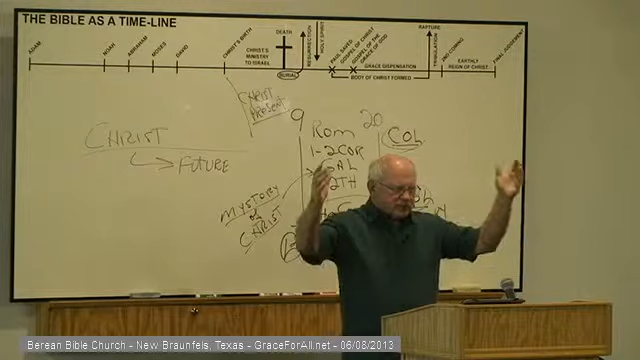 THE BIBLE AS A TIME-LINE
ADAM
NOAH
ABRAHAM
MOSES
DAVID
CHRIST'S BIRTH
CHRIST'S
MINISTRY
TO ISRAEL
DEATH
BURIAL
RESURRECTION
HOLY SPIRIT
PAUL SAVED
GOSPEL OF CHRIST
GOSPEL OF THE
GRACE OF GOD
GRACE DISPENSATION
BODY OF CHRIST FORMED
RAPTURE
TRIBULATION
2ND COMING
EARTHLY
REIGN OF CHRIST
FINAL JUDGEMENT
CHRIST
PRESENT
CHRIST
FUTURE
9
20
Rom
1-2COR
GAL
2TH
COL
MYSTERY
of
CHRIST
Berean Bible Church - New Braunfels, Texas - GraceForAll.net - 06/08/2013